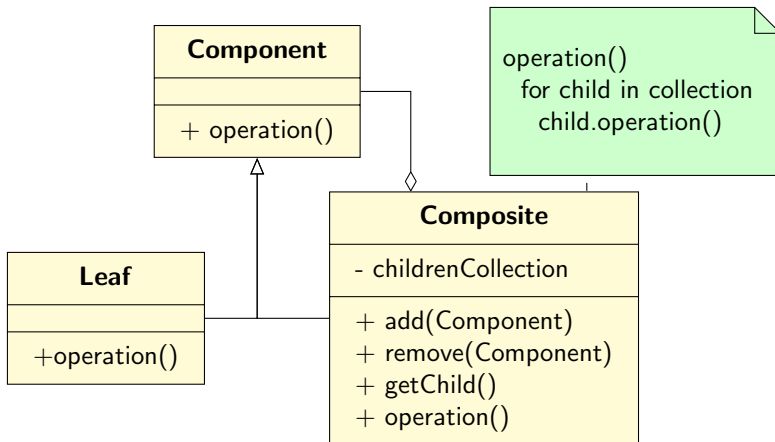 Component
+ operation()
operation()
for child in collection
child.operation()
Leaf
+operation()
Composite
- childrenCollection
+ add(Component)
+ remove(Component)
+ getChild()
+ operation()